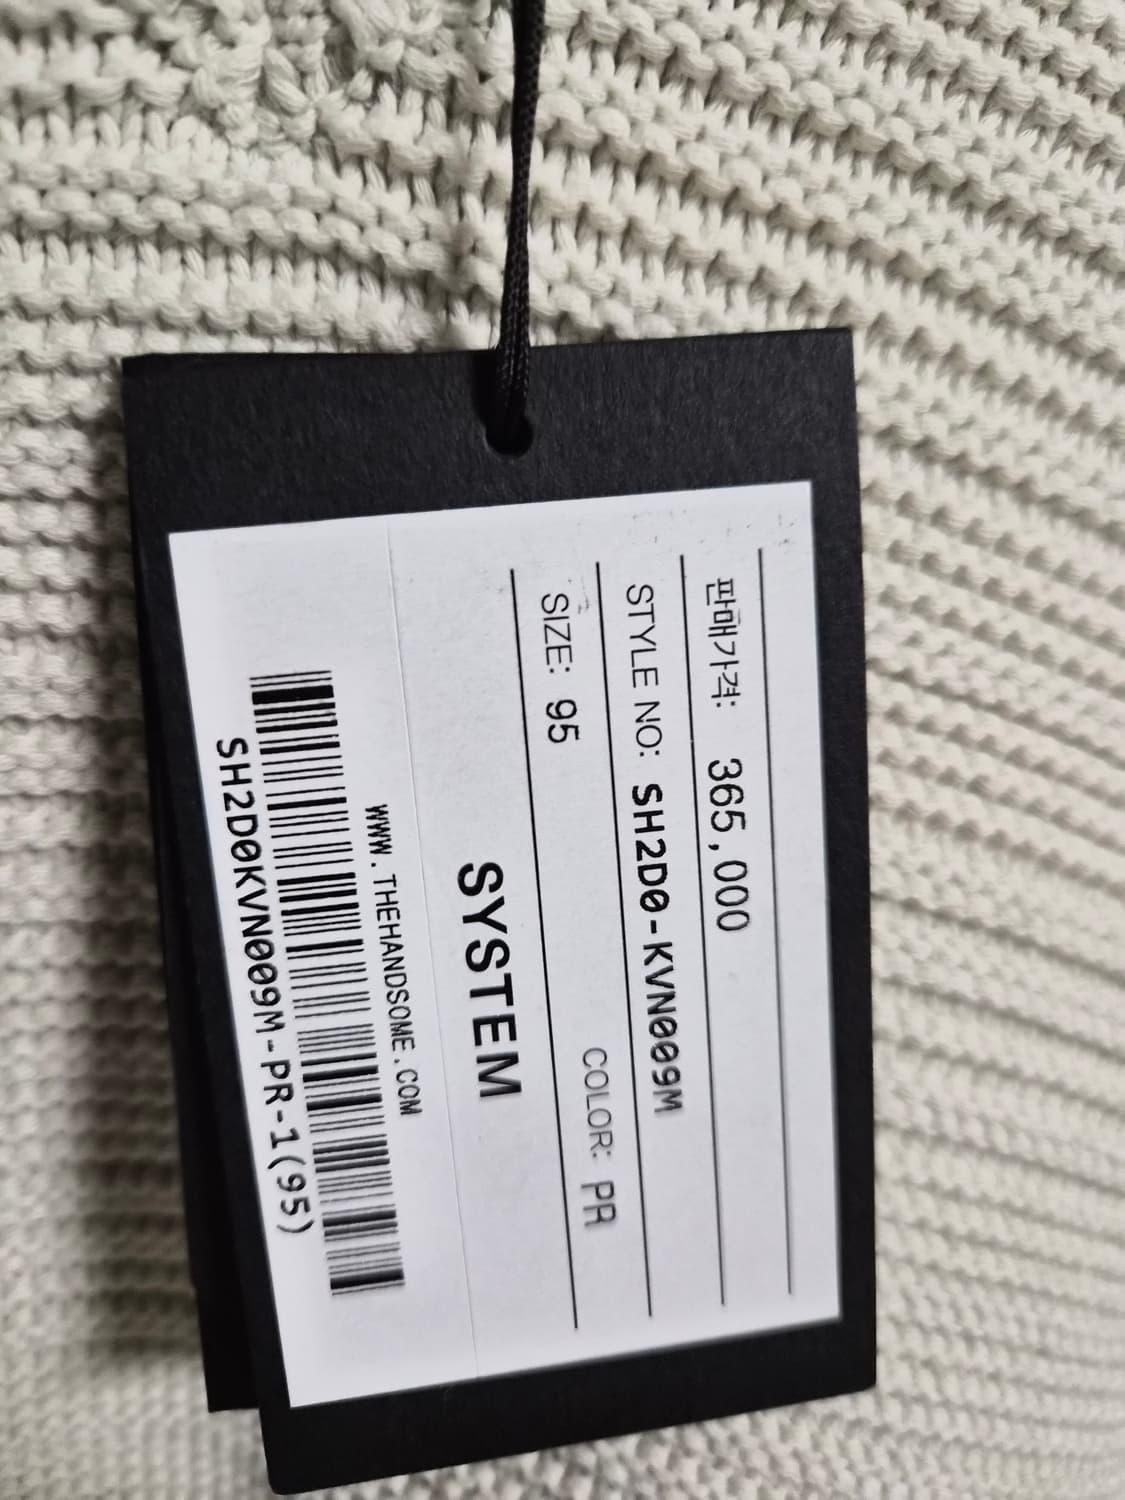 판매가격: 365,000
STYLE NO: SH2D0-KVN009M
SIZE: 95 COLOR: PR
SYSTEM
WWW.THEHANDSOME.COM
SH2D0KVN009M-PR-1(95)